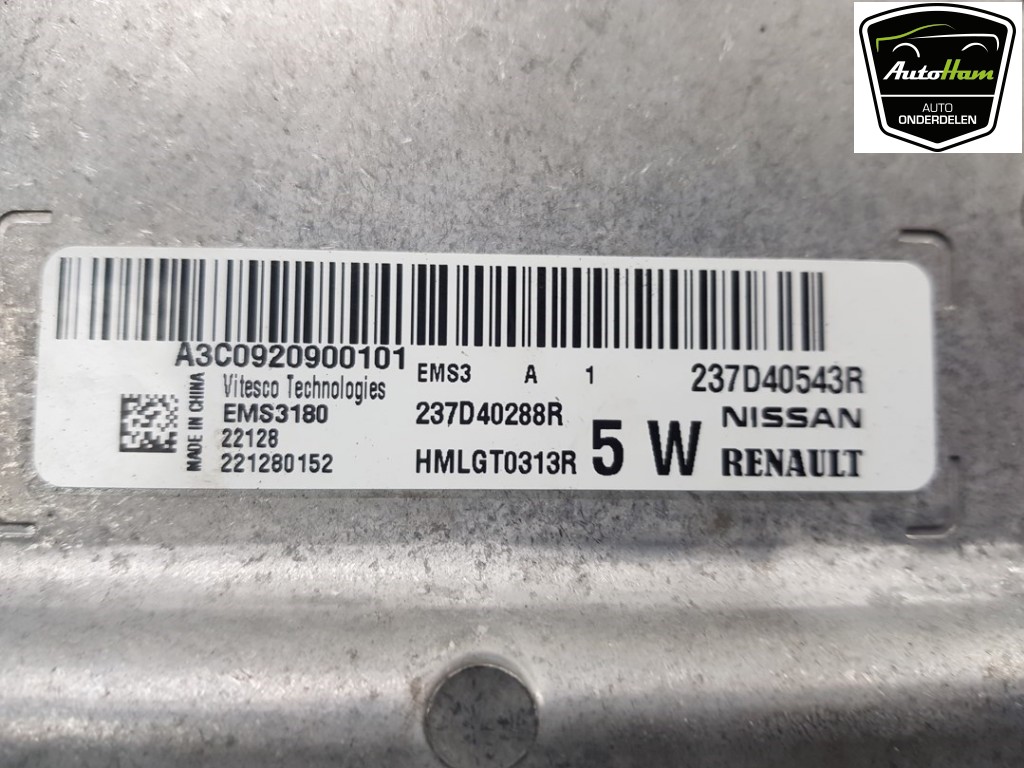 AutoHam
AUTO
ONDERDELEN
A3C0920900101
EMS3 A 1
237D40543R
MADE IN CHINA
Vitesco Technologies
EMS3180
237D40288R
NISSAN
22128
221280152
HMLGT0313R
5 W
RENAULT